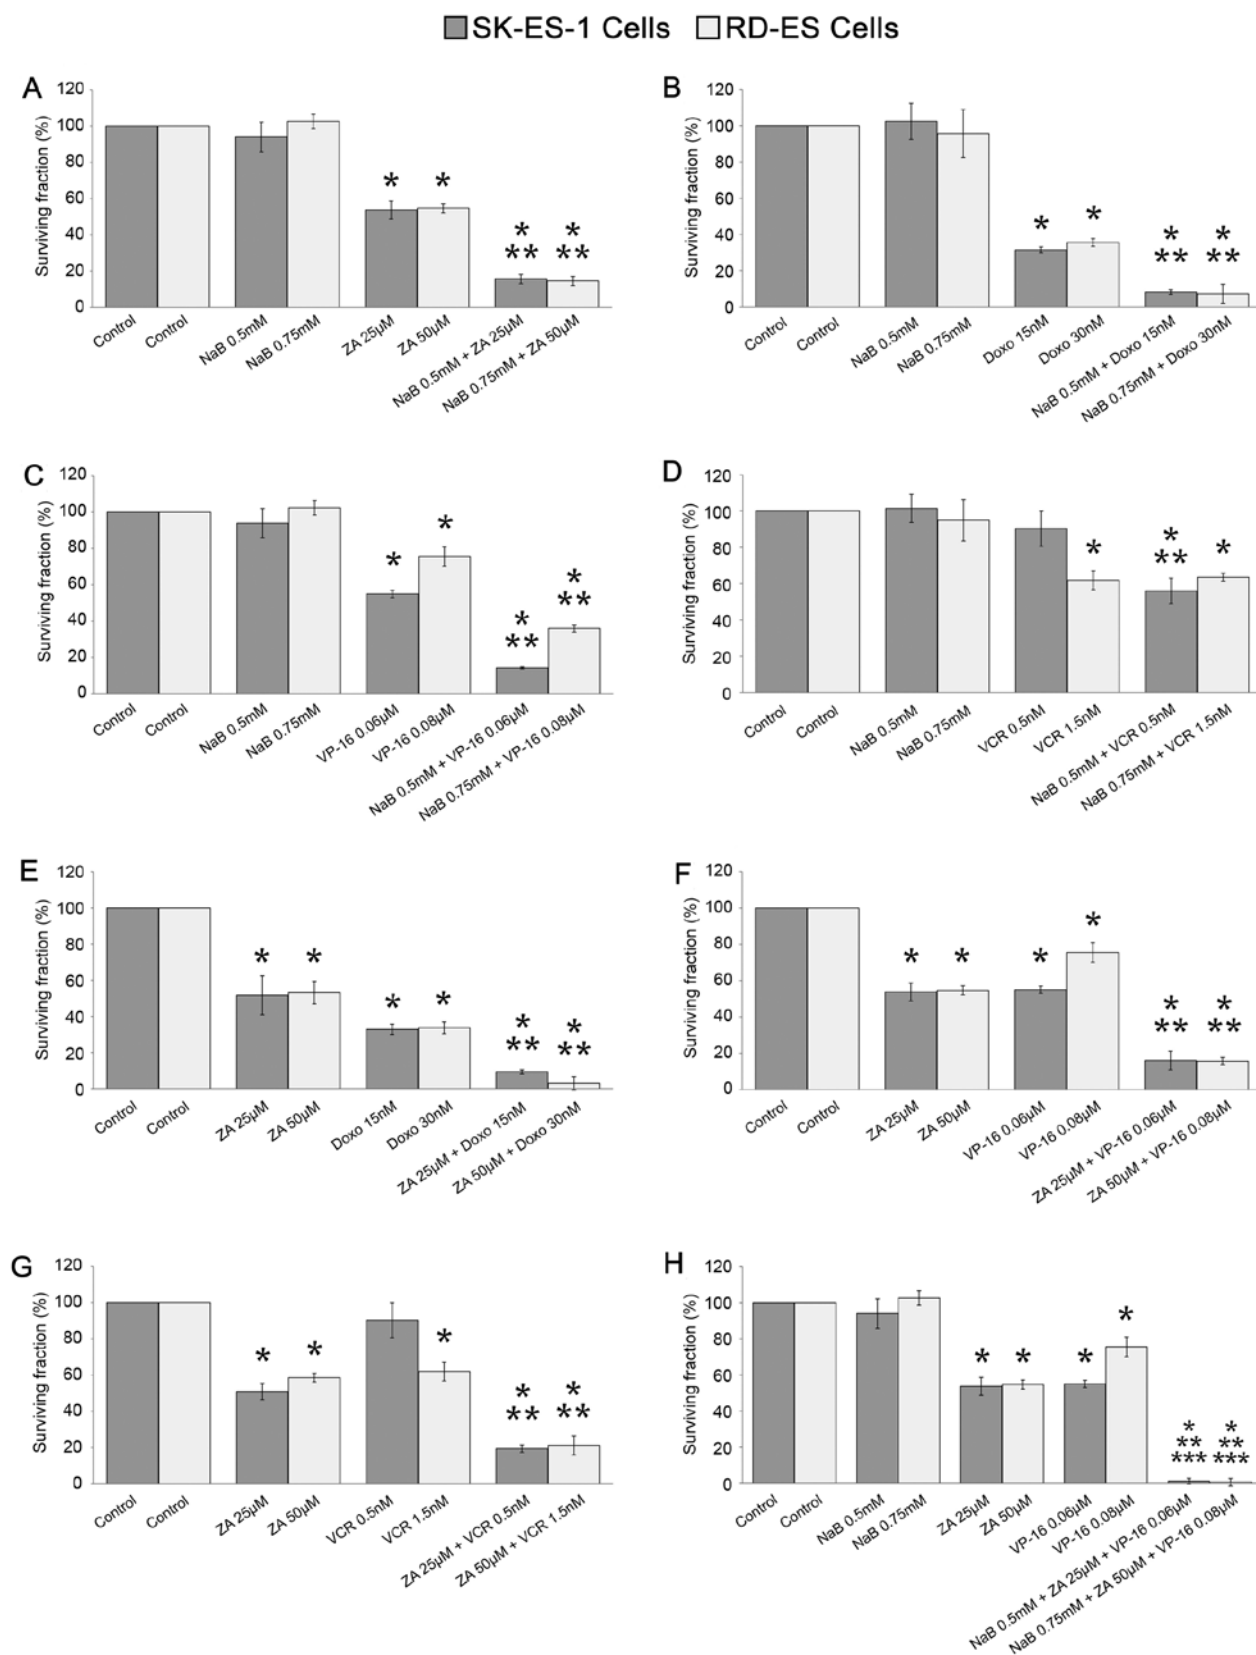 SK-ES-1 Cells RD-ES Cells
A
Surviving fraction (%)
120
100
80
60
40
20
0
* *
* *
** **
Control
Control
NaB 0.5mM
NaB 0.75mM
ZA 25µM
ZA 50µM
NaB 0.5mM + ZA 25µM
NaB 0.75mM + ZA 50µM
B
Surviving fraction (%)
120
100
80
60
40
20
0
* *
* *
** **
Control
Control
NaB 0.5mM
NaB 0.75mM
Doxo 15nM
Doxo 30nM
NaB 0.5mM + Doxo 15nM
NaB 0.75mM + Doxo 30nM
C
Surviving fraction (%)
120
100
80
60
40
20
0
* *
* *
** **
Control
Control
NaB 0.5mM
NaB 0.75mM
VP-16 0.06µM
VP-16 0.08µM
NaB 0.5mM + VP-16 0.06µM
NaB 0.75mM + VP-16 0.08µM
D
Surviving fraction (%)
120
100
80
60
40
20
0
*
* *
**
Control
Control
NaB 0.5mM
NaB 0.75mM
VCR 0.5nM
VCR 1.5nM
NaB 0.5mM + VCR 0.5nM
NaB 0.75mM + VCR 1.5nM
E
Surviving fraction (%)
120
100
80
60
40
20
0
* *
* *
* *
** **
Control
Control
ZA 25µM
ZA 50µM
Doxo 15nM
Doxo 30nM
ZA 25µM + Doxo 15nM
ZA 50µM + Doxo 30nM
F
Surviving fraction (%)
120
100
80
60
40
20
0
* *
* *
* *
** **
Control
Control
ZA 25µM
ZA 50µM
VP-16 0.06µM
VP-16 0.08µM
ZA 25µM + VP-16 0.06µM
ZA 50µM + VP-16 0.08µM
G
Surviving fraction (%)
120
100
80
60
40
20
0
* *
*
* *
** **
Control
Control
ZA 25µM
ZA 50µM
VCR 0.5nM
VCR 1.5nM
ZA 25µM + VCR 0.5nM
ZA 50µM + VCR 1.5nM
H
Surviving fraction (%)
120
100
80
60
40
20
0
* *
* *
* *
** **
*** ***
Control
Control
NaB 0.5mM
NaB 0.75mM
ZA 25µM
ZA 50µM
VP-16 0.06µM
VP-16 0.08µM
NaB 0.5mM + ZA 25µM + VP-16 0.06µM
NaB 0.75mM + ZA 50µM + VP-16 0.08µM